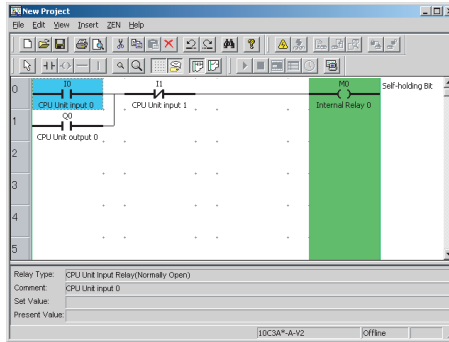 New Project
File Edit View Insert ZEN Help
0 I0 I1 M0 Self-holding Bit
CPU Unit input 0 CPU Unit input 1 Internal Relay 0
1 Q0
CPU Unit output 0
2
3
4
5
Relay Type: CPU Unit Input Relay(Normally Open)
Comment: CPU Unit input 0
Set Value:
Present Value:
10C3A*-A-V2 Offline